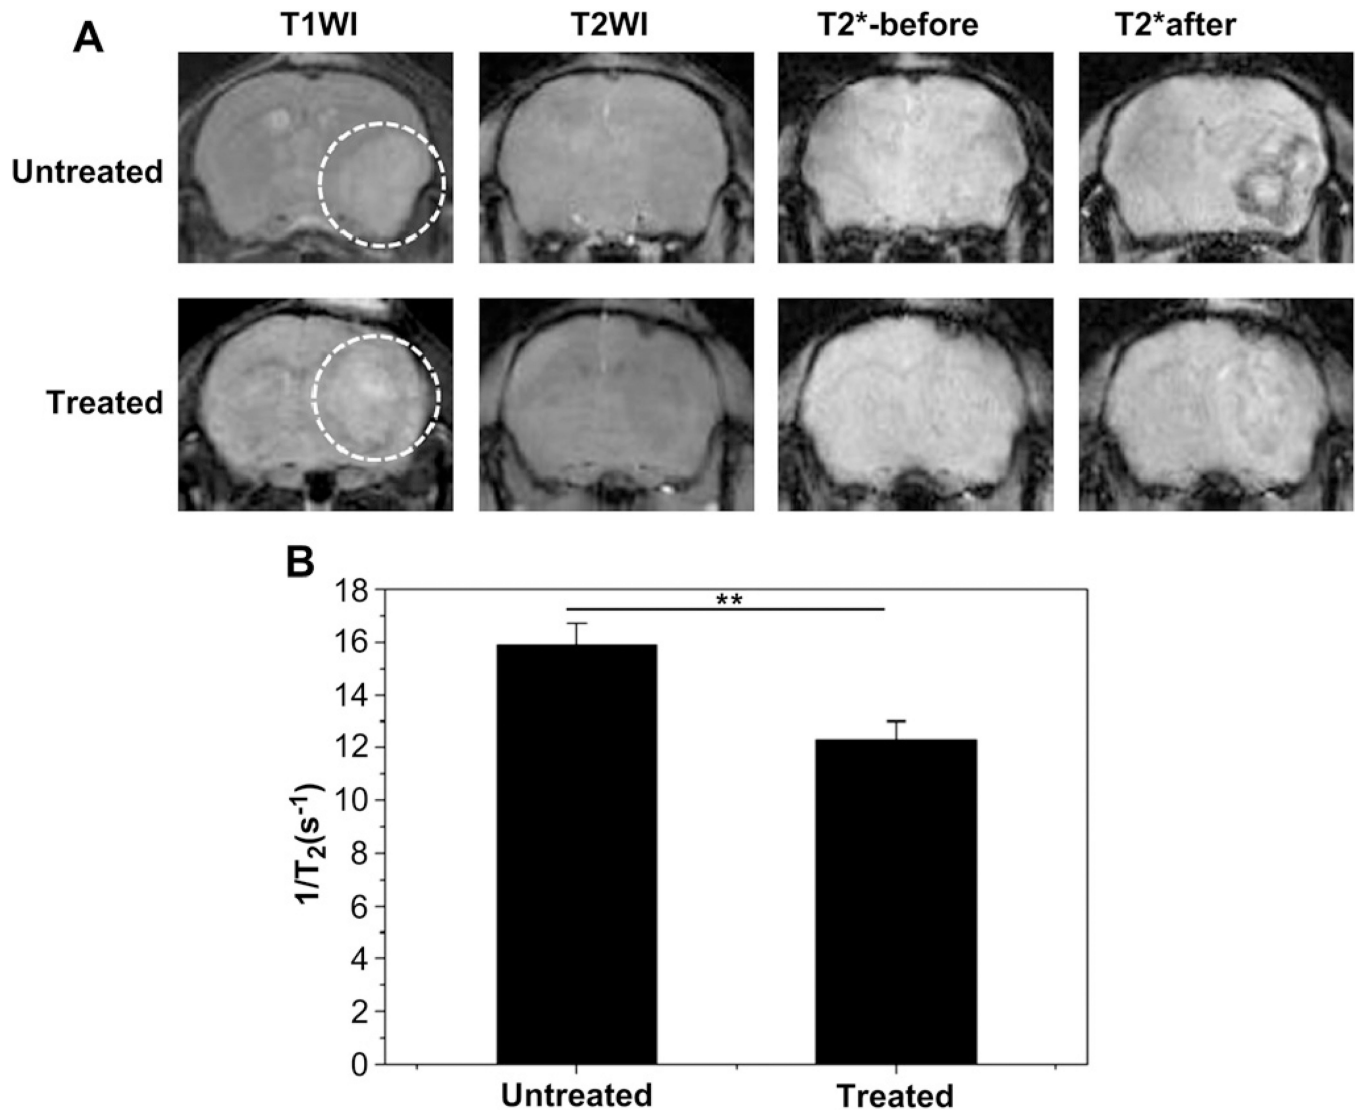 A
T1WI T2WI T2*-before T2*after
Untreated
Treated
B
**
18
16
14
12
10
8
6
4
2
0
1/T₂(s⁻¹)
Untreated Treated